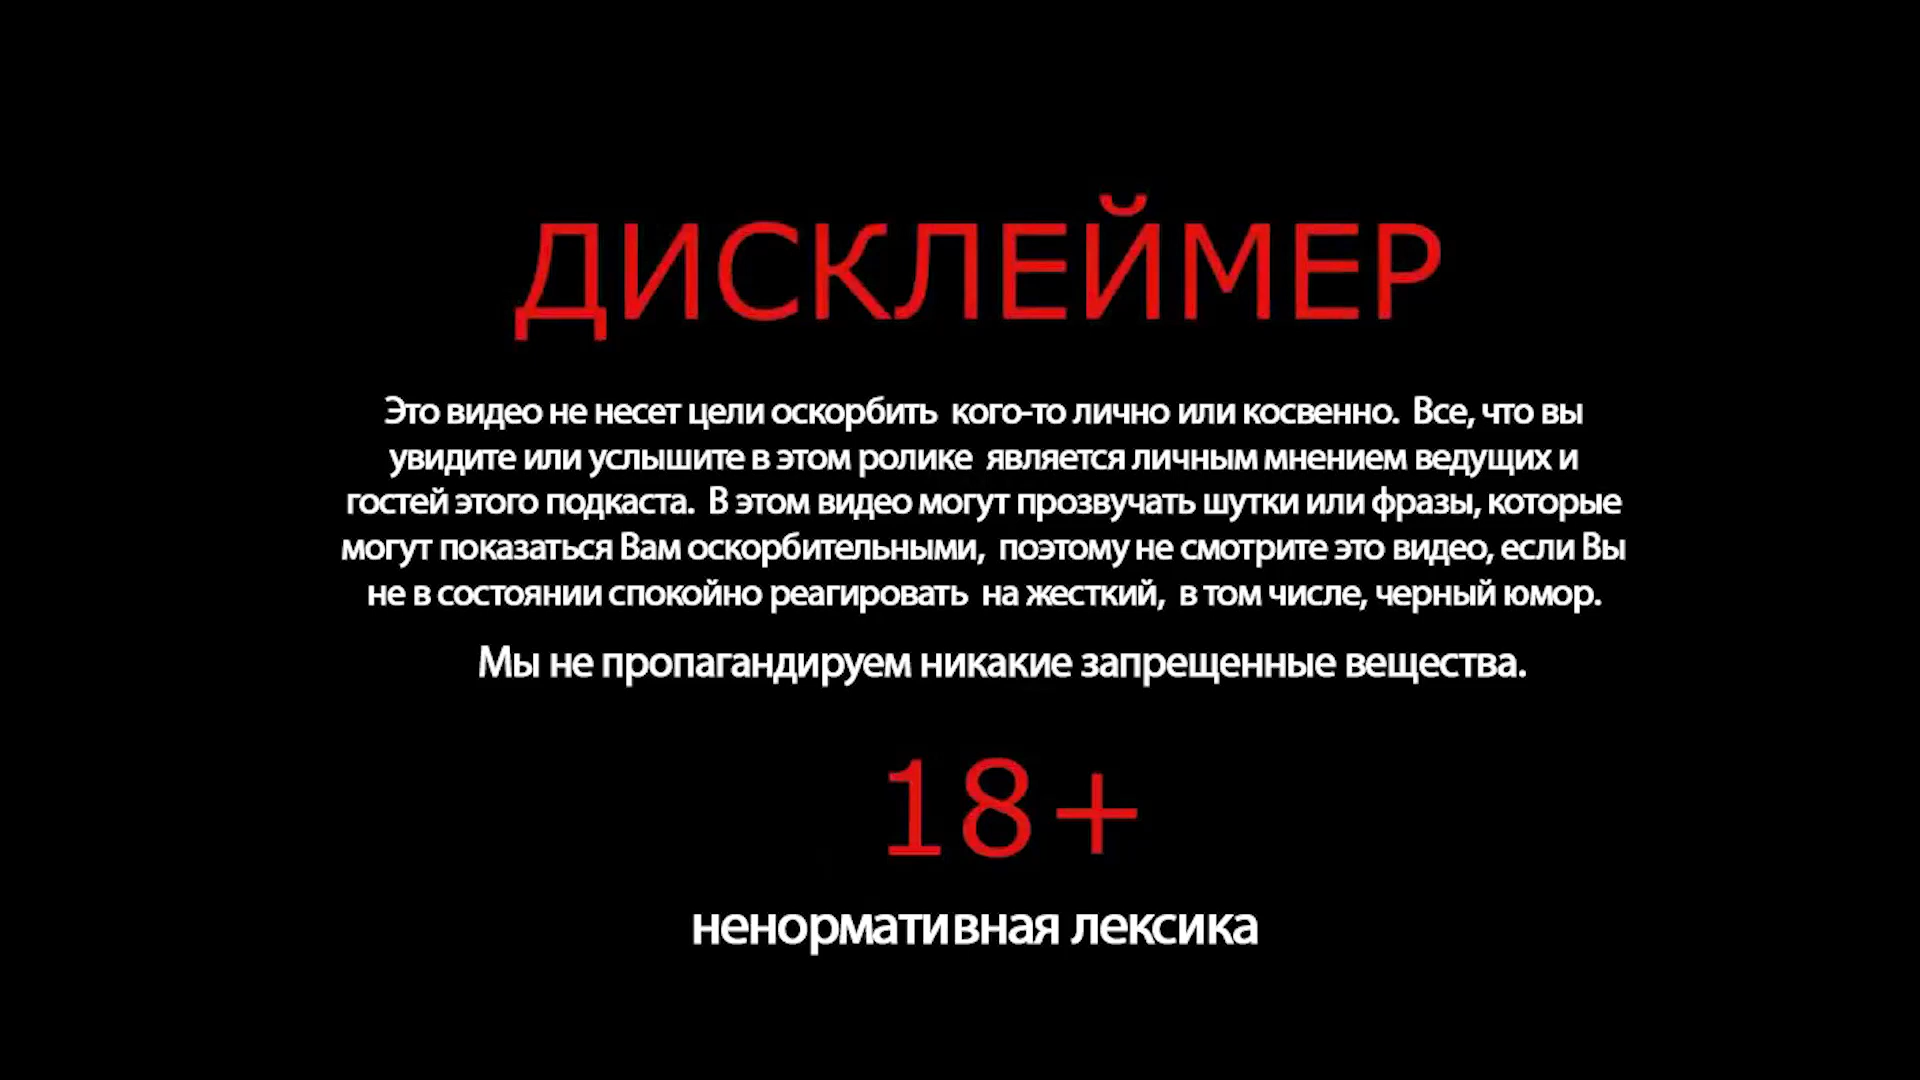 ДИСКЛЕЙМЕР
Это видео не несет цели оскорбить кого-то лично или косвенно. Все, что вы
увидите или услышите в этом ролике является личным мнением ведущих и
гостей этого подкаста. В этом видео могут прозвучать шутки или фразы, которые
могут показаться Вам оскорбительными, поэтому не смотрите это видео, если Вы
не в состоянии спокойно реагировать на жесткий, в том числе, черный юмор.
Мы не пропагандируем никакие запрещенные вещества.
18+
ненормативная лексика